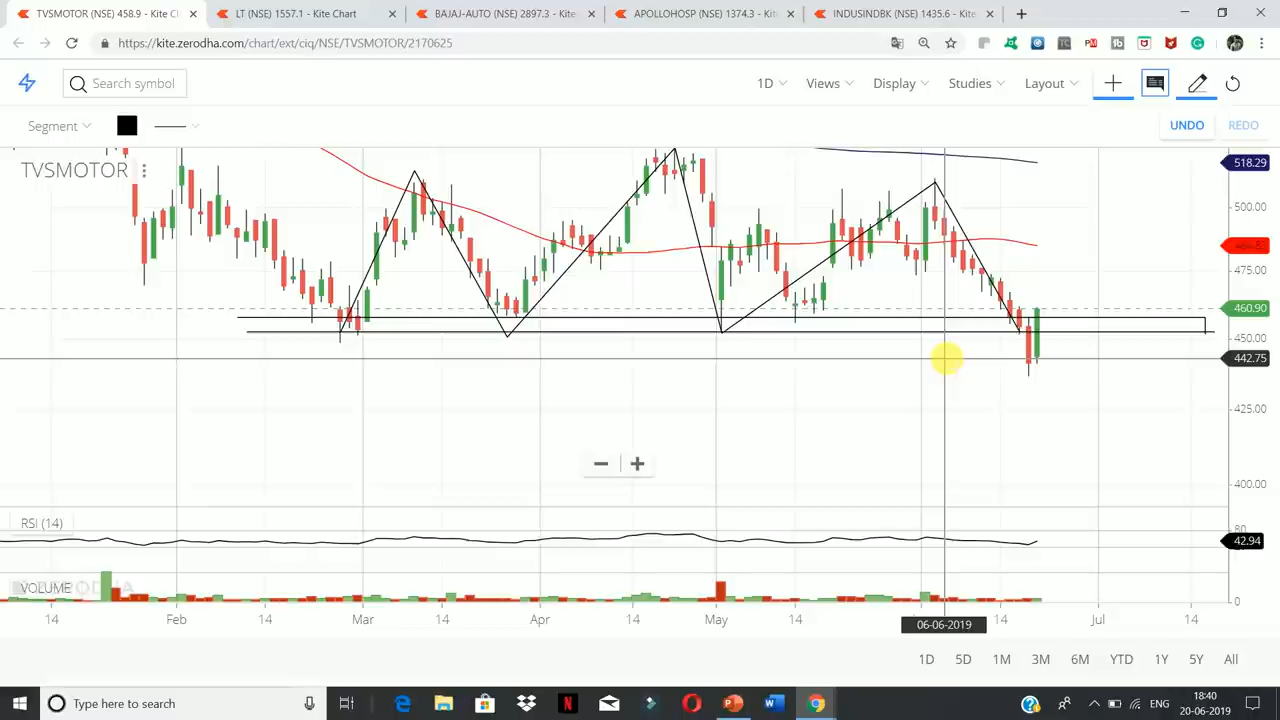 TVSMOTOR (NSE) 458.9 - Kite C
LT (NSE) 1557.1 - Kite Chart
BAJAJ-AUTO (NSE) 2897.3 - Kite
APOLLOHOSP (NSE) 1374.3 - Kite
INDUSINDBK (NSE) 1435.6 - Kite
https://kite.zerodha.com/chart/ext/ciq/NSE/TVSMOTOR/2170625
Search symbol
1D Views Display Studies Layout
Segment
UNDO REDO
TVSMOTOR
518.29
500.00
475.00
460.90
450.00
442.75
425.00
400.00
RSI (14)
80
42.94
VOLUME
0
14 Feb 14 Mar 14 Apr 14 May 14 14 Jul 14
06-06-2019
1D 5D 1M 3M 6M YTD 1Y 5Y All
Type here to search
ENG
18:40
20-06-2019